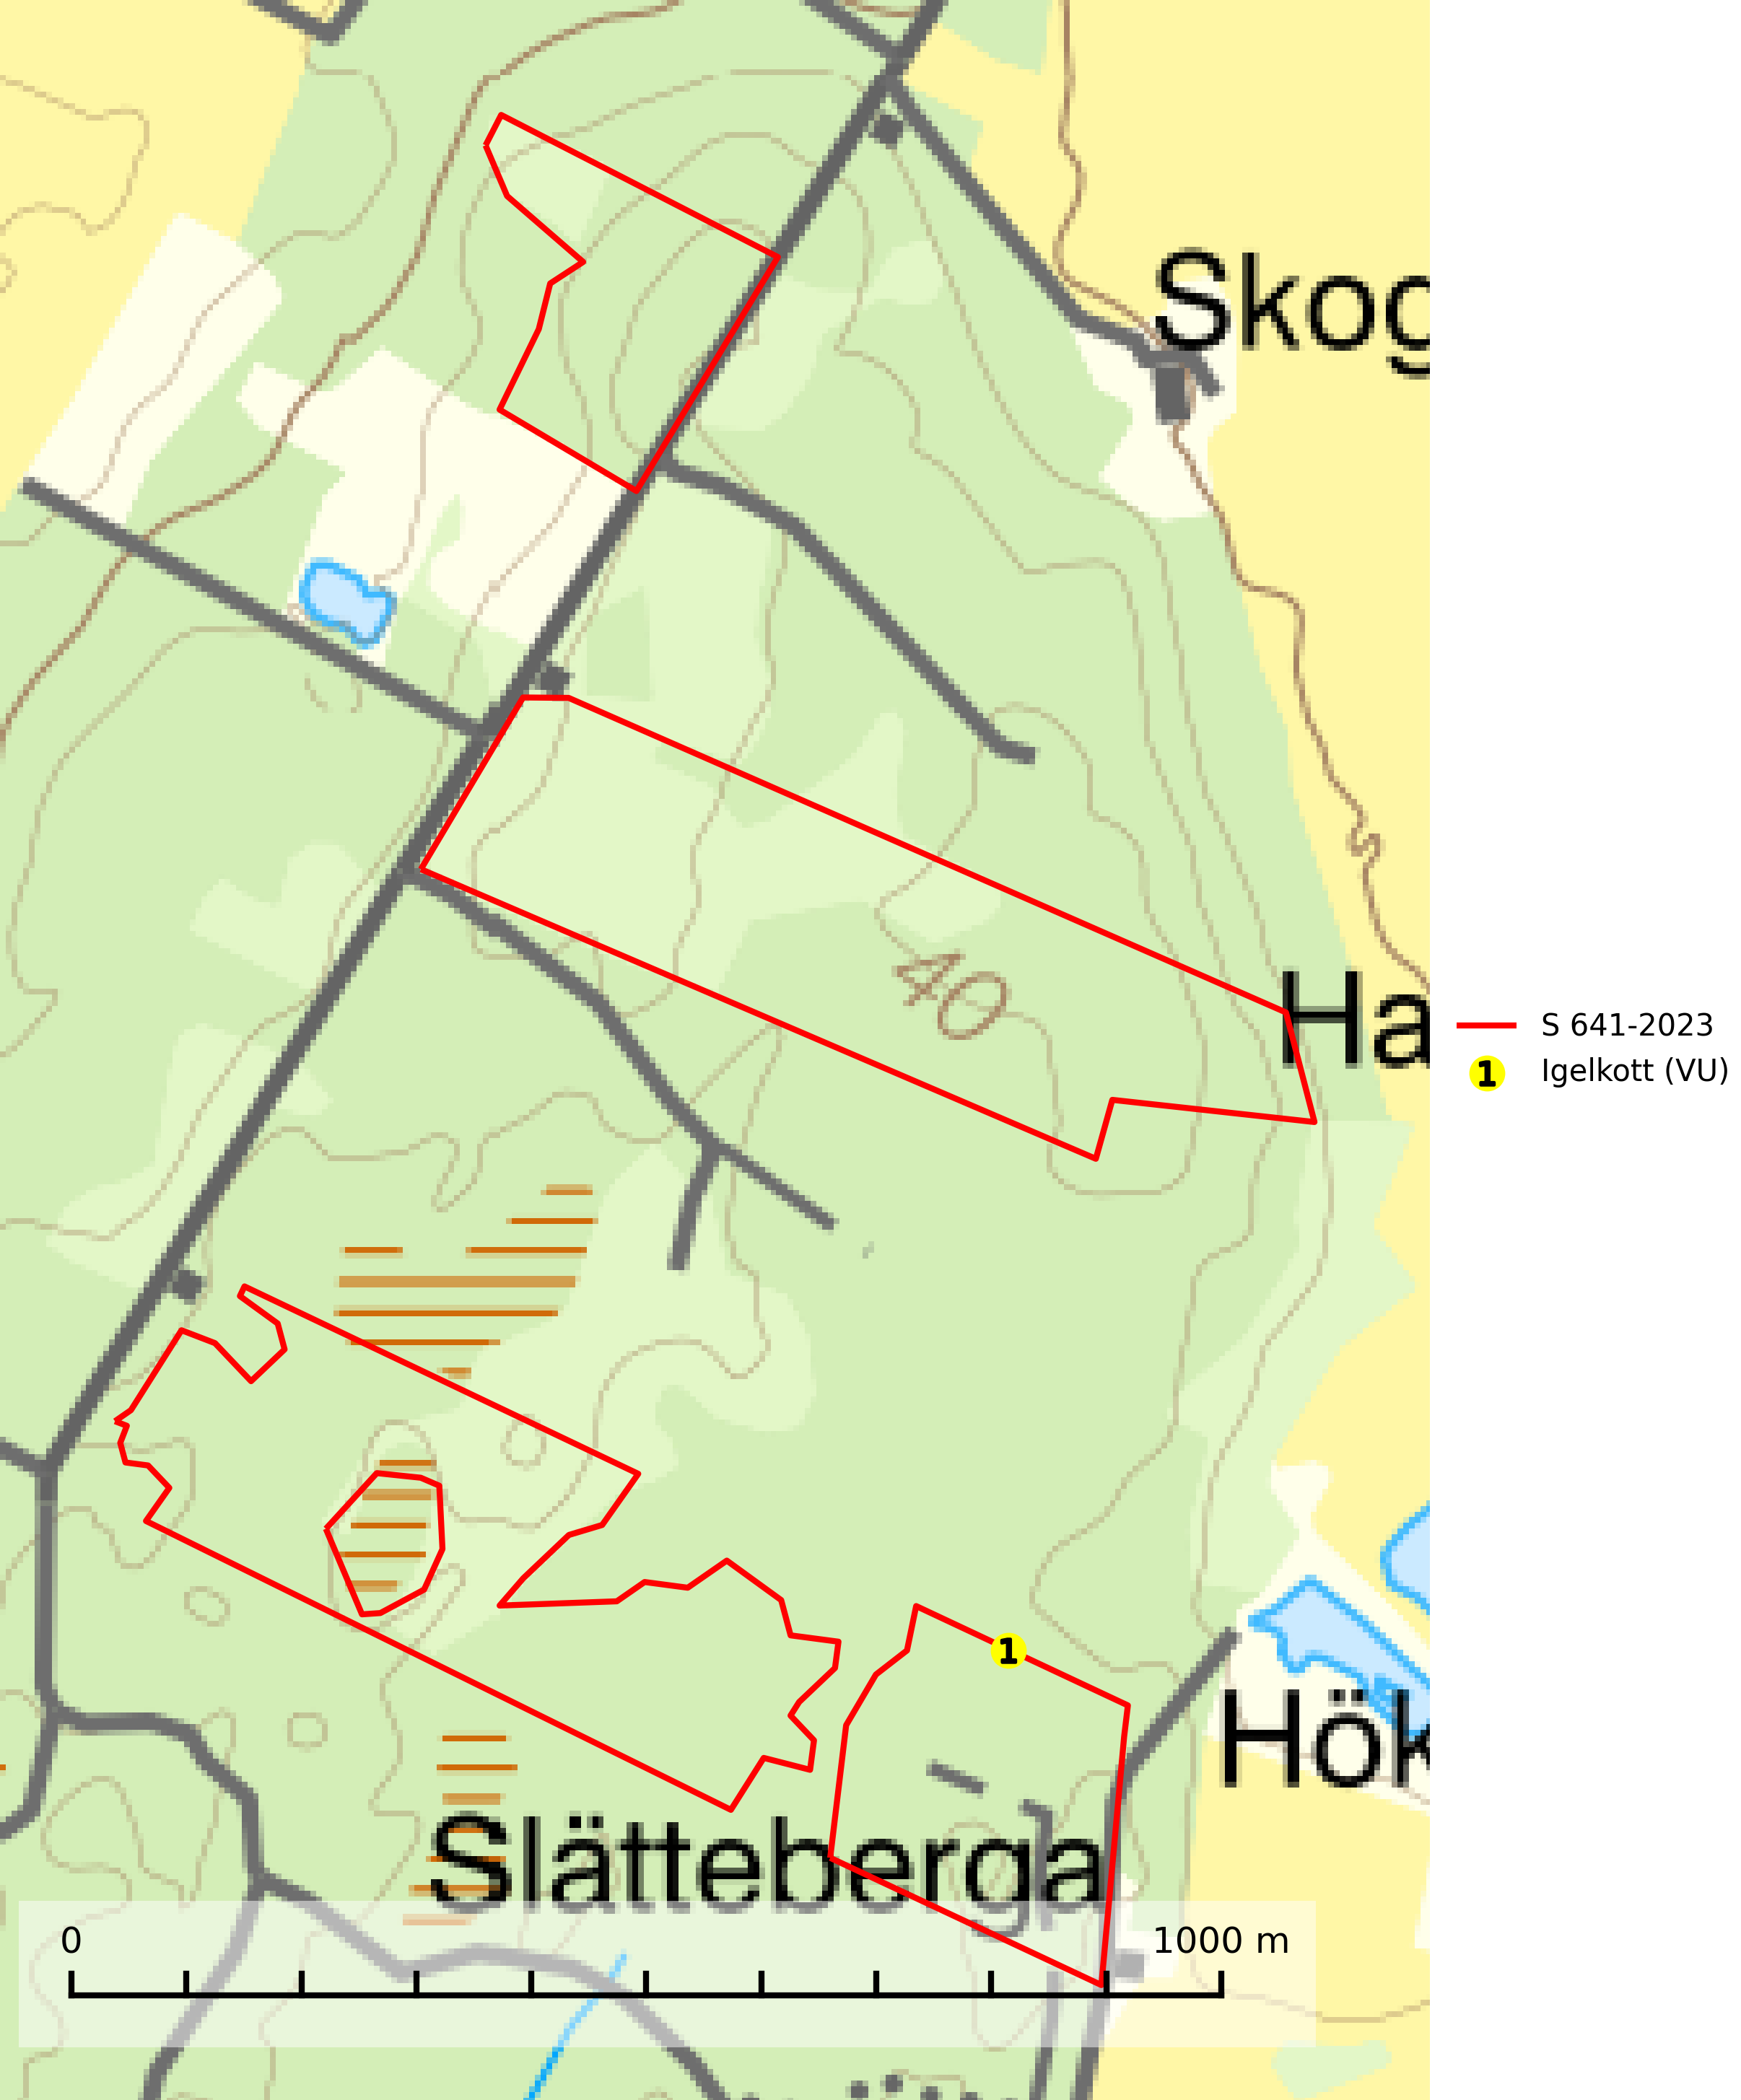 Skog
40
Ha
S 641-2023
1 Igelkott (VU)
1
Hök
Slätteberga
0 1000 m